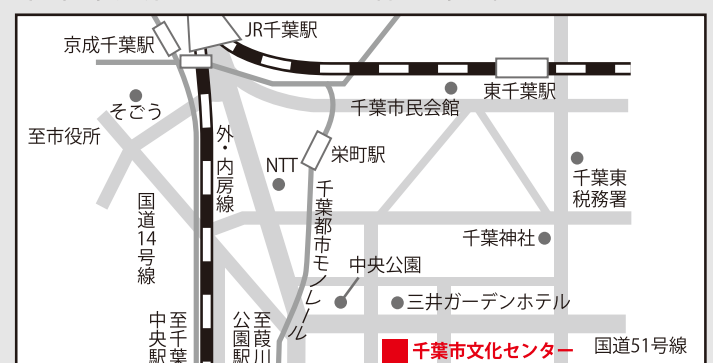 JR千葉駅
京成千葉駅
東千葉駅
そごう
千葉市民会館
至市役所
外・内房線
栄町駅
NTT
千葉東
税務署
千葉都市モノレール
国道14号線
千葉神社
中央公園
三井ガーデンホテル
至千葉
中央駅
至葭川
公園駅
千葉市文化センター
国道51号線